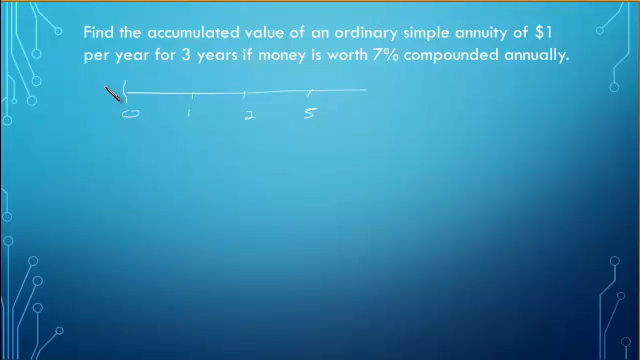 Find the accumulated value of an ordinary simple annuity of $1
per year for 3 years if money is worth 7% compounded annually.
0 1 2 3